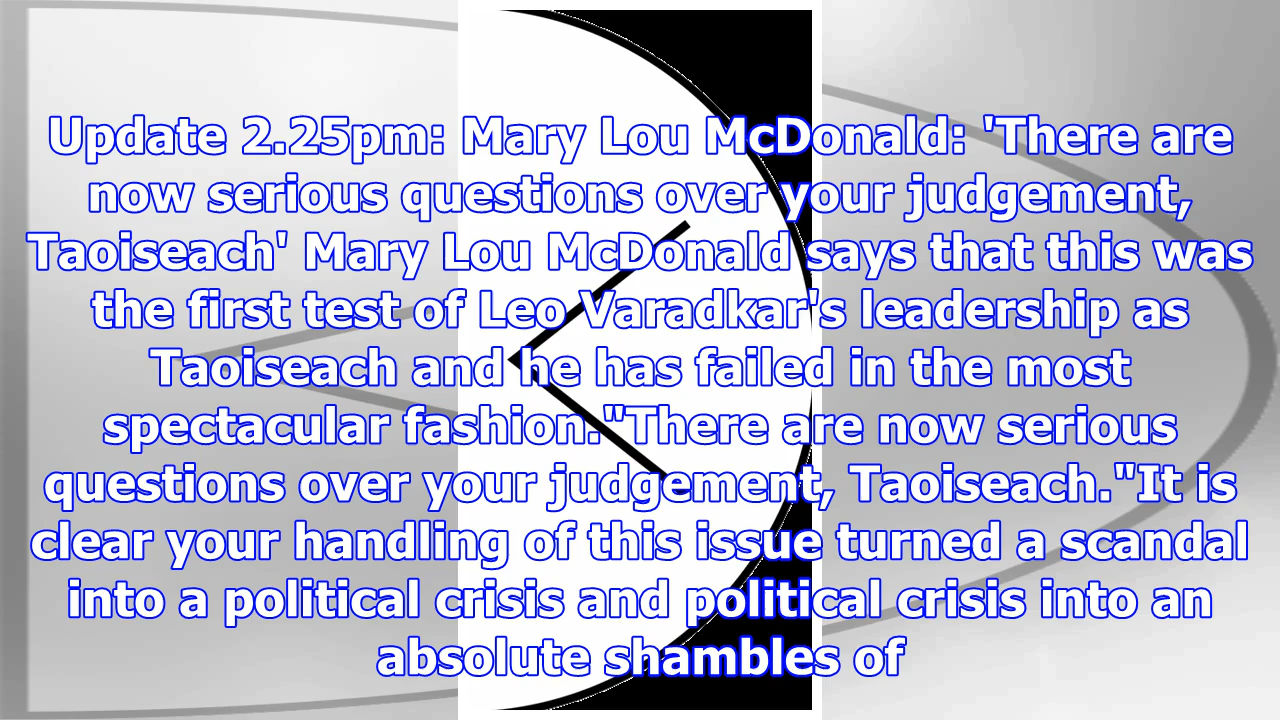 Update 2.25pm: Mary Lou McDonald: 'There are
now serious questions over your judgement,
Taoiseach' Mary Lou McDonald says that this was
the first test of Leo Varadkar's leadership as
Taoiseach and he has failed in the most
spectacular fashion."There are now serious
questions over your judgement, Taoiseach."It is
clear your handling of this issue turned a scandal
into a political crisis and political crisis into an
absolute shambles of